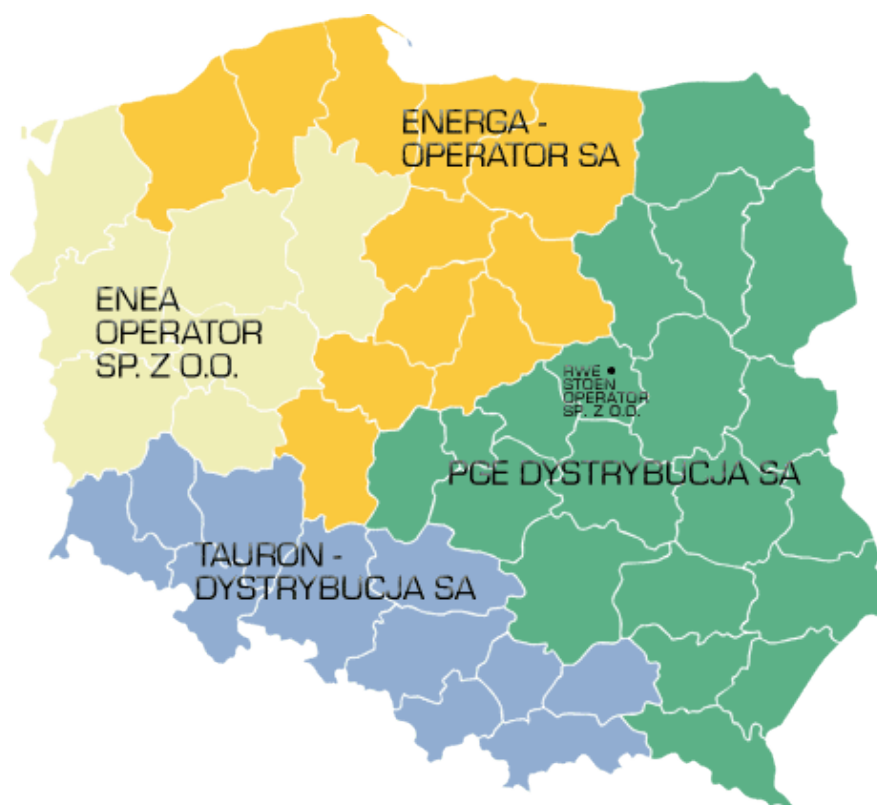 ENERGA -
OPERATOR SA
ENEA
OPERATOR
SP. Z O.O.
RWE
STOEN
OPERATOR
SP. Z O.O.
PGE DYSTRYBUCJA SA
TAURON -
DYSTRYBUCJA SA